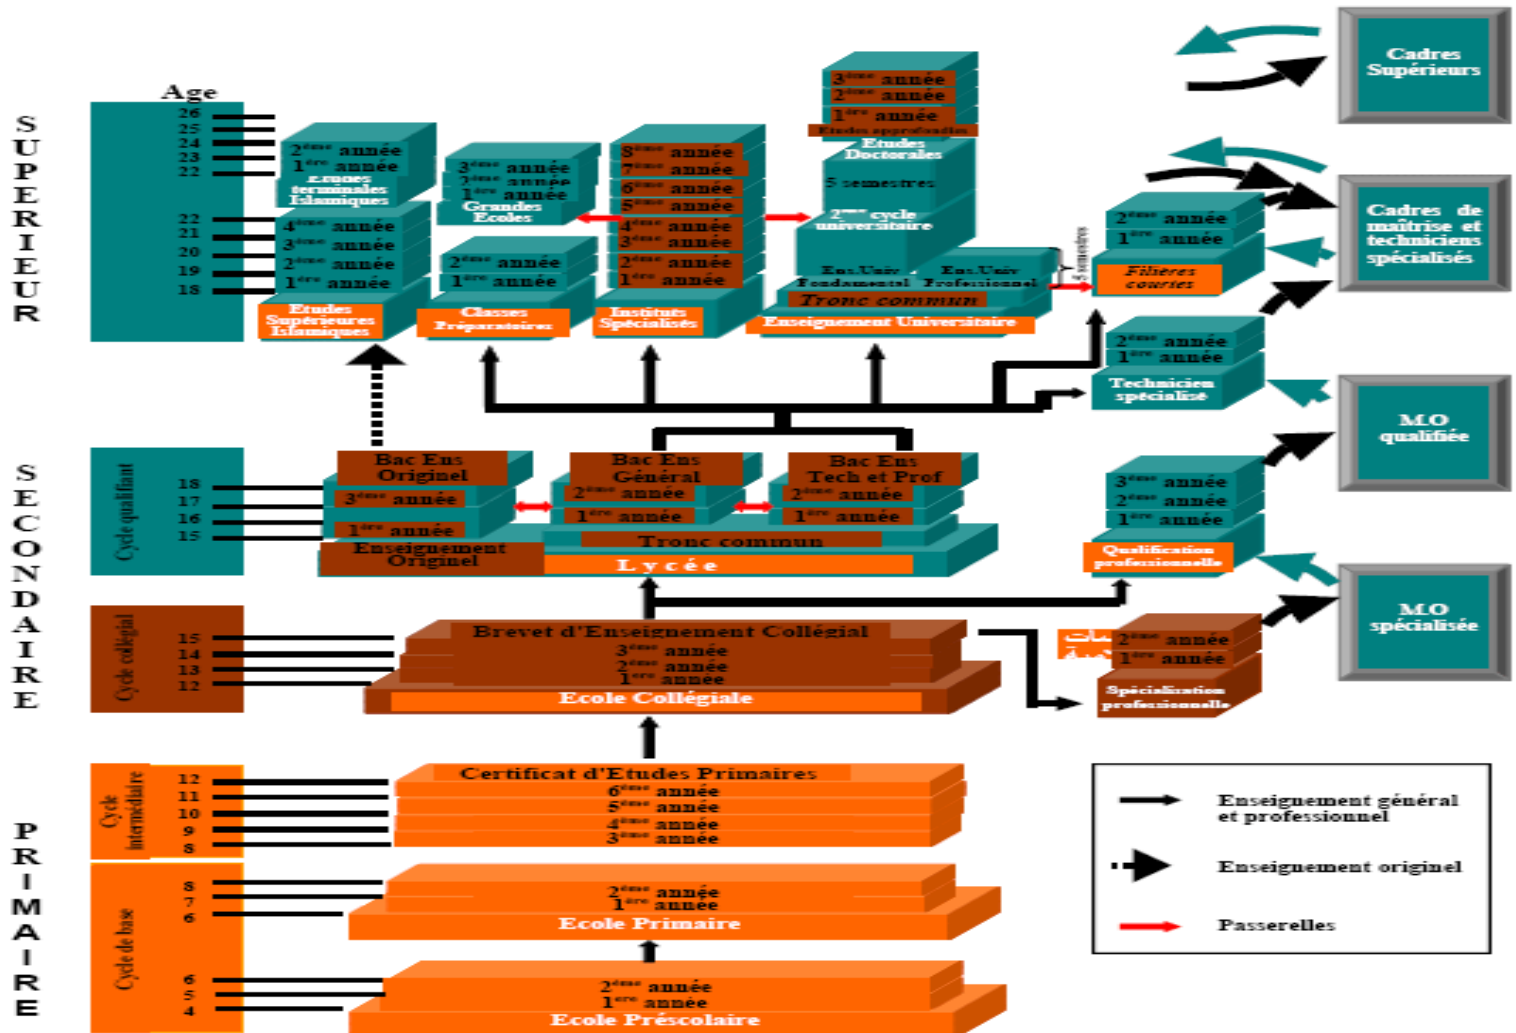 SUPERIEUR
Age
26
25
24
23
22
22
21
20
19
18
2ème année
1ère année
terminales
Islamiques
4ème année
3ème année
2ème année
1ère année
Etudes
Supérieures
Islamiques
3ème année
2ème année
1ère année
Grandes
Ecoles
2ème année
1ère année
Classes
Préparatoires
8ème année
7ème année
6ème année
5ème année
4ème année
3ème année
2ème année
1ère année
Instituts
Spécialisés
3ème année
2ème année
1ère année
Etudes approfondies
Etudes
Doctorales
5 semestres
2ème cycle
universitaire
Ens.Univ
Fondamental
Ens.Univ
Professionnel
Tronc commun
Enseignement Universitaire
5 semestres
2ème année
1ère année
Filières
courtes
2ème année
1ère année
Technicien
spécialisé
Cadres
Supérieurs
Cadres de
maîtrise et
techniciens
spécialisés
M.O
qualifiée
M.O
spécialisée
SECONDAIRE
Cycle qualifiant
18
17
16
15
Bac Ens
Originel
3ème année
1ère année
Enseignement
Originel
Bac Ens
Général
2ème année
1ère année
Bac Ens
Tech et Prof
2ème année
1ère année
Tronc commun
Lycée
3ème année
2ème année
1ère année
Qualification
professionnelle
Cycle collégial
15
14
13
12
Brevet d'Enseignement Collégial
3ème année
2ème année
1ère année
Ecole Collégiale
2ème année
1ère année
Spécialisation
professionnelle
PRIMAIRE
Cycle
intermédiaire
12
11
10
9
8
Certificat d'Etudes Primaires
6ème année
5ème année
4ème année
3ème année
Cycle de base
8
7
6
2ème année
1ère année
Ecole Primaire
6
5
4
2ème année
1ère année
Ecole Préscolaire
Enseignement général
et professionnel
Enseignement originel
Passerelles